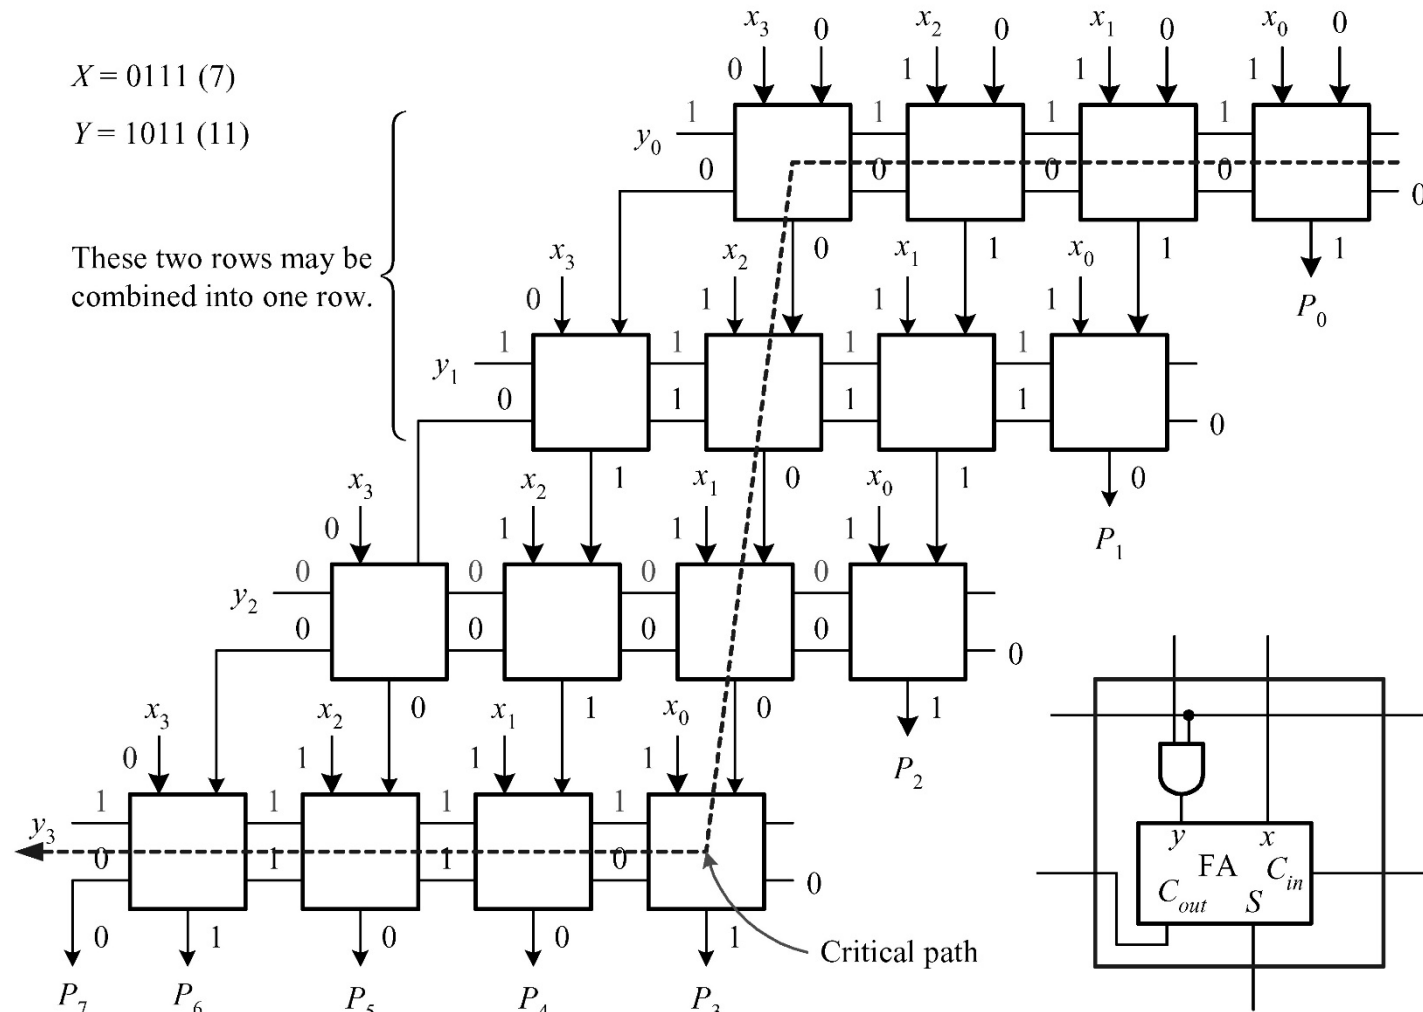 x3 0 x2 0 x1 0 x0 0
X = 0111 (7)
0 1 1 1
Y = 1011 (11)
y0 1 1 1 1
0 0 0 0 0
These two rows may be
combined into one row.
0 1 1 1
P0
x3 x2 x1 x0
0 1 1 1
y1 1 1 1 1
0 1 1 1 0
1 0 1 0
P1
x3 x2 x1 x0
0 1 1 1
y2 0 0 0 0
0 0 0 0 0
0 1 0 1
P2
x3 x2 x1 x0
0 1 1 1
y3 1 1 1 1
0 1 1 0 0
0 1 0 0 1
P7 P6 P5 P4 P3
Critical path
y x
FA Cin
Cout S